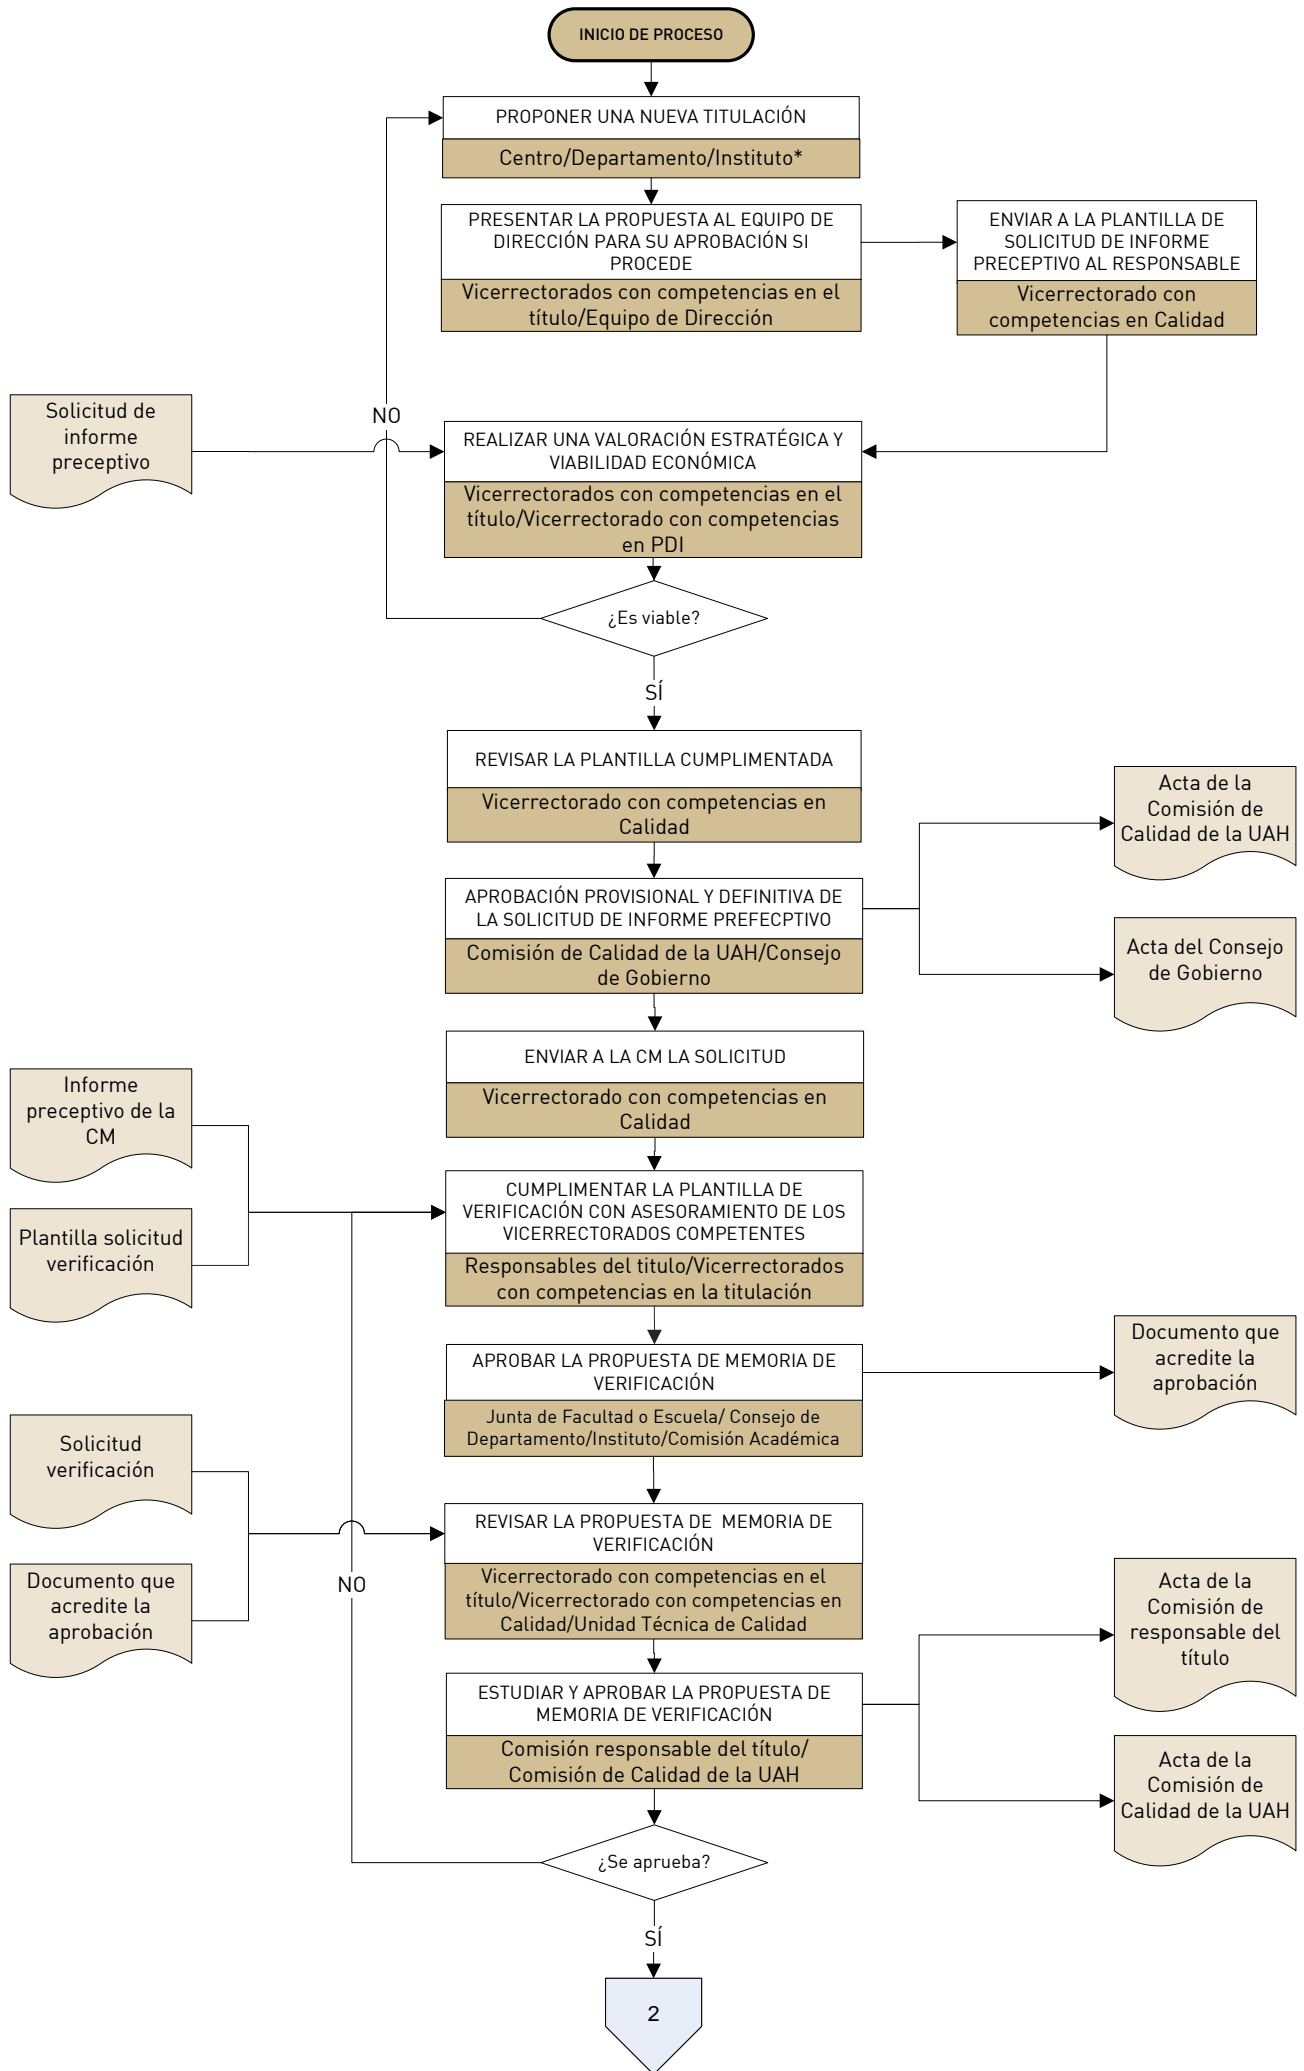 INICIO DE PROCESO
PROPONER UNA NUEVA TITULACIÓN
Centro/Departamento/Instituto*
PRESENTAR LA PROPUESTA AL EQUIPO DE
DIRECCIÓN PARA SU APROBACIÓN SI
PROCEDE
Vicerrectorados con competencias en el
título/Equipo de Dirección
ENVIAR A LA PLANTILLA DE
SOLICITUD DE INFORME
PRECEPTIVO AL RESPONSABLE
Vicerrectorado con
competencias en Calidad
Solicitud de
informe
preceptivo
NO
REALIZAR UNA VALORACIÓN ESTRATÉGICA Y
VIABILIDAD ECONÓMICA
Vicerrectorados con competencias en el
título/Vicerrectorado con competencias
en PDI
¿Es viable?
SÍ
REVISAR LA PLANTILLA CUMPLIMENTADA
Vicerrectorado con competencias en
Calidad
Acta de la
Comisión de
Calidad de la UAH
APROBACIÓN PROVISIONAL Y DEFINITIVA DE
LA SOLICITUD DE INFORME PREFECPTIVO
Comisión de Calidad de la UAH/Consejo
de Gobierno
Acta del Consejo
de Gobierno
ENVIAR A LA CM LA SOLICITUD
Vicerrectorado con competencias en
Calidad
Informe
preceptivo de la
CM
Plantilla solicitud
verificación
CUMPLIMENTAR LA PLANTILLA DE
VERIFICACIÓN CON ASESORAMIENTO DE LOS
VICERRECTORADOS COMPETENTES
Responsables del titulo/Vicerrectorados
con competencias en la titulación
APROBAR LA PROPUESTA DE MEMORIA DE
VERIFICACIÓN
Junta de Facultad o Escuela/ Consejo de
Departamento/Instituto/Comisión Académica
Documento que
acredite la
aprobación
Solicitud
verificación
Documento que
acredite la
aprobación
NO
REVISAR LA PROPUESTA DE  MEMORIA DE
VERIFICACIÓN
Vicerrectorado con competencias en el
título/Vicerrectorado con competencias en
Calidad/Unidad Técnica de Calidad
Acta de la
Comisión de
responsable del
título
ESTUDIAR Y APROBAR LA PROPUESTA DE
MEMORIA DE VERIFICACIÓN
Comisión responsable del título/
Comisión de Calidad de la UAH
Acta de la
Comisión de
Calidad de la UAH
¿Se aprueba?
SÍ
2